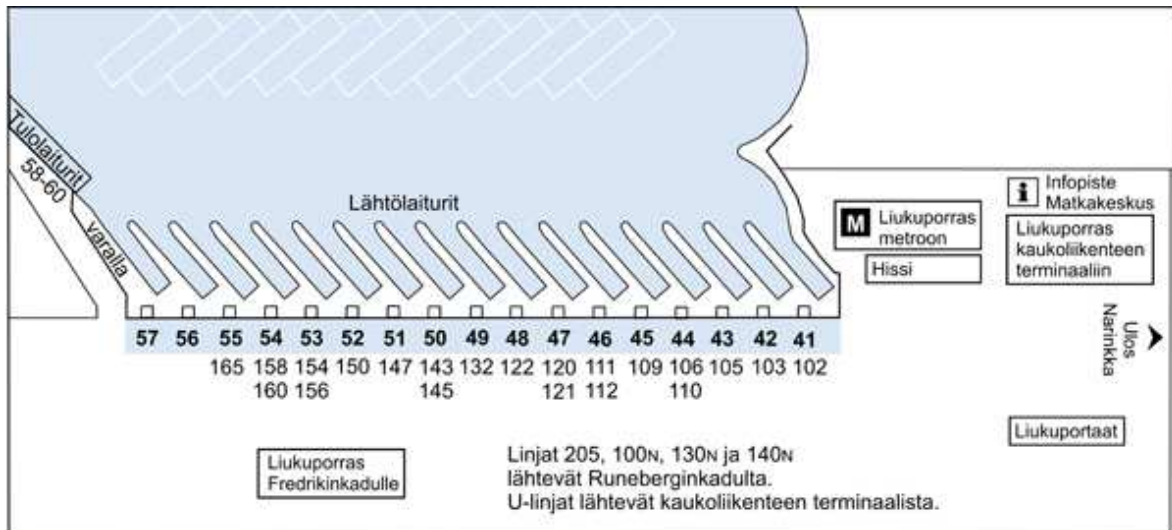 Tulolaiturit
58-60
varalla
Lähtölaiturit
M Liukuporras
metroon
Hissi
i Infopiste
Matkakeskus
Liukuporras
kaukoliikenteen
terminaaliin
Ulos
Narinkka
57 56 55 54 53 52 51 50 49 48 47 46 45 44 43 42 41
165 158 154 150 147 143 132 122 120 111 109 106 105 103 102
160 156 145 121 112 110
Liukuportaat
Liukuporras
Fredrikinkadulle
Linjat 205, 100N, 130N ja 140N
lähtevät Runeberginkadulta.
U-linjat lähtevät kaukoliikenteen terminaalista.